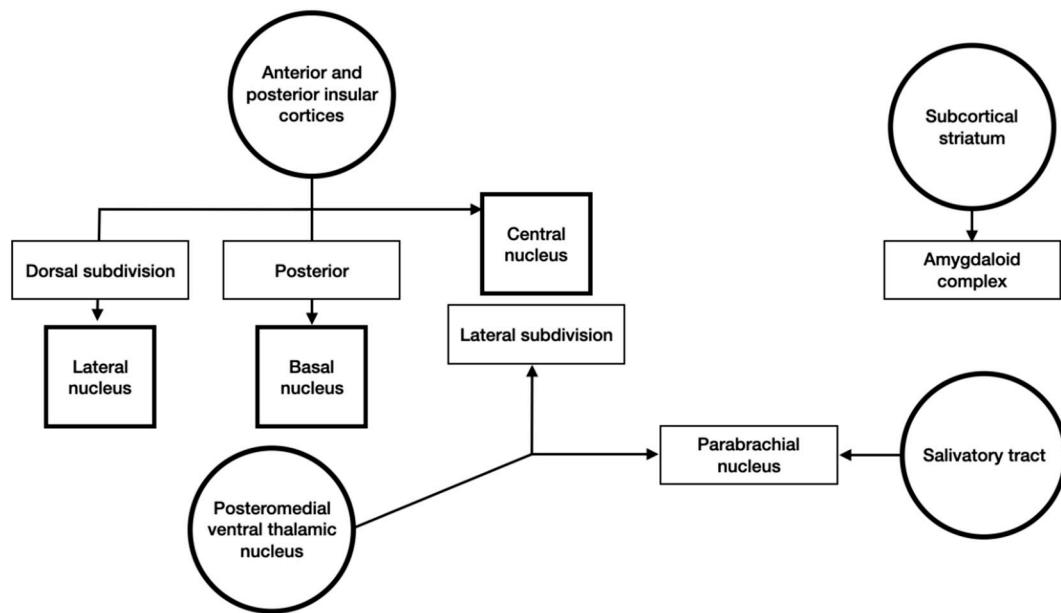 Anterior and
posterior insular
cortices
Subcortical
striatum
Central
nucleus
Dorsal subdivision
Posterior
Amygdaloid
complex
Lateral subdivision
Lateral
nucleus
Basal
nucleus
Parabrachial
nucleus
Salivatory tract
Posteromedial
ventral thalamic
nucleus